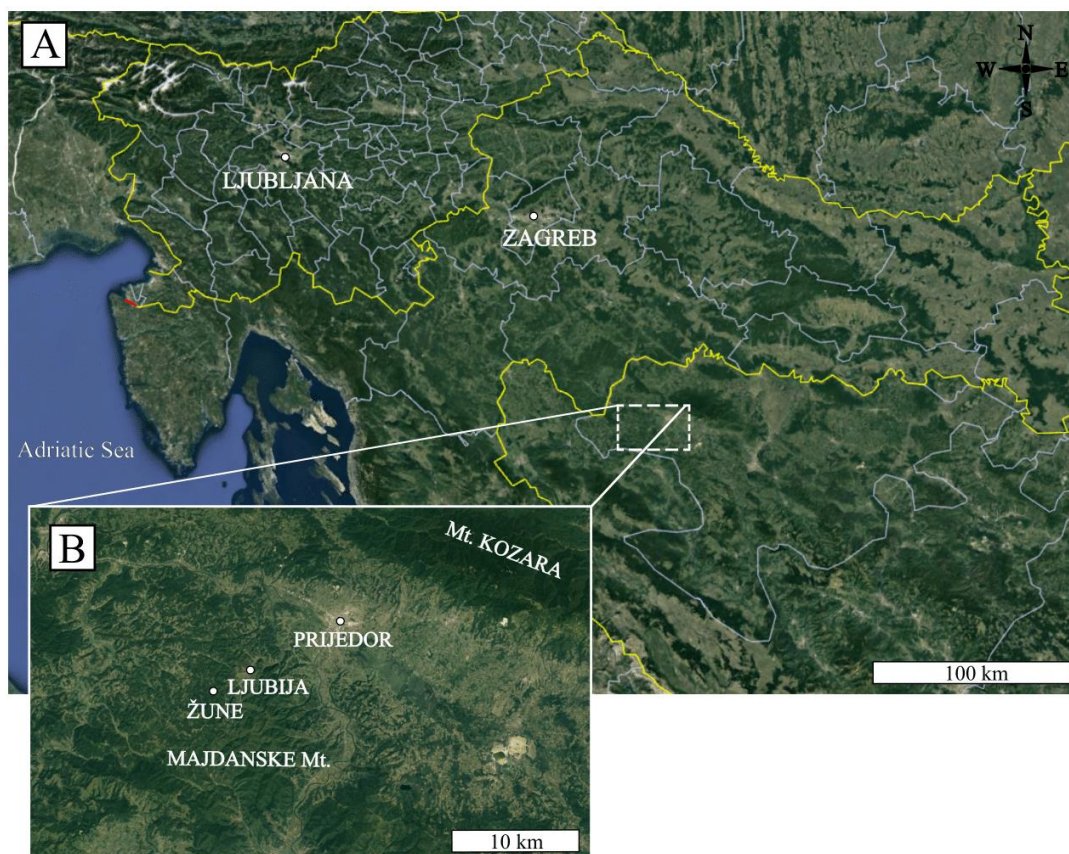 A
N
W E
S
LJUBLJANA
ZAGREB
Adriatic Sea
100 km
B
Mt. KOZARA
PRIJEDOR
LJUBIJA
ŽUNE
MAJDANSKE Mt.
10 km